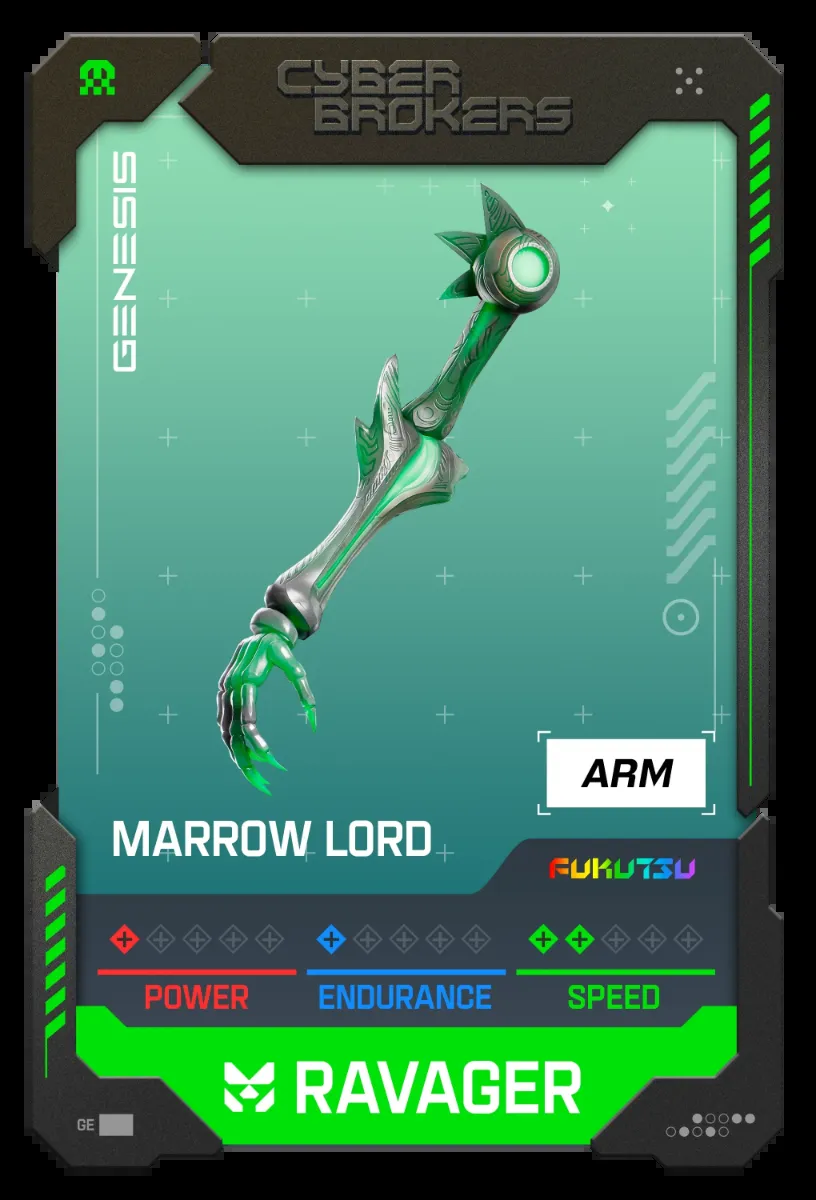 CYBER
BROKERS
GENESIS
ARM
MARROW LORD
FUKUTSU
POWER
ENDURANCE
SPEED
RAVAGER
GE